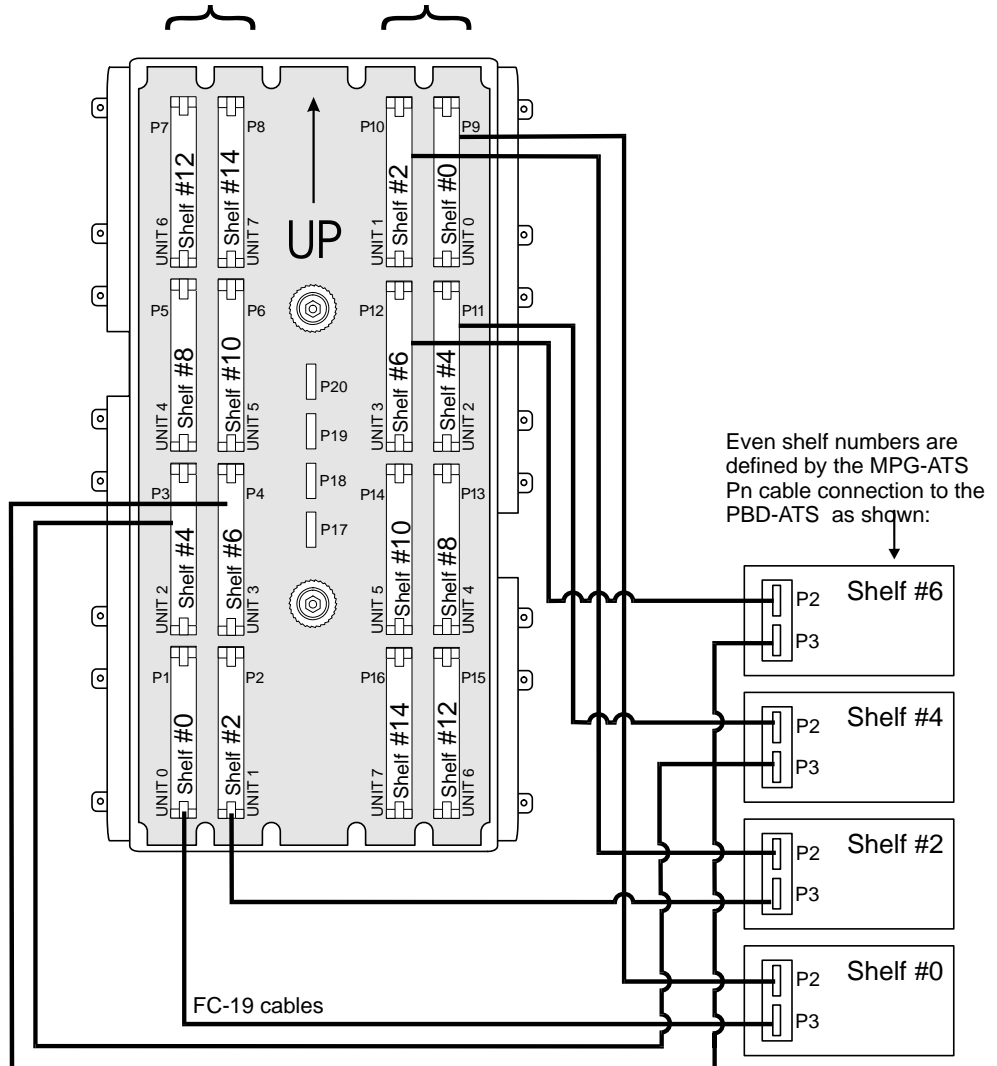 P7
Shelf #12
UNIT 6
P8
Shelf #14
UNIT 7
UP
P10
Shelf #2
UNIT 1
P9
Shelf #0
UNIT 0
P5
Shelf #8
UNIT 4
P6
Shelf #10
UNIT 5
P12
Shelf #6
UNIT 3
P11
Shelf #4
UNIT 2
P20
P19
P18
P17
P3
Shelf #4
UNIT 2
P4
Shelf #6
UNIT 3
P14
Shelf #10
UNIT 5
P13
Shelf #8
UNIT 4
P1
Shelf #0
UNIT 0
P2
Shelf #2
UNIT 1
P16
Shelf #14
UNIT 7
P15
Shelf #12
UNIT 6
Even shelf numbers are
defined by the MPG-ATS
Pn cable connection to the
PBD-ATS as shown:
Shelf #6
P2
P3
Shelf #4
P2
P3
Shelf #2
P2
P3
Shelf #0
P2
P3
FC-19 cables